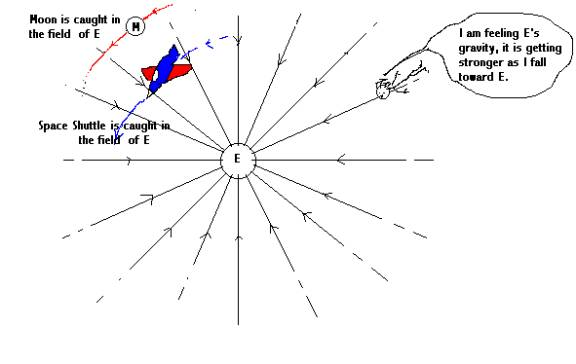 Moon is caught in
the field of E
M
I am feeling E's
gravity, it is getting
stronger as I fall
toward E.
Space Shuttle is caught in
the field of E
E